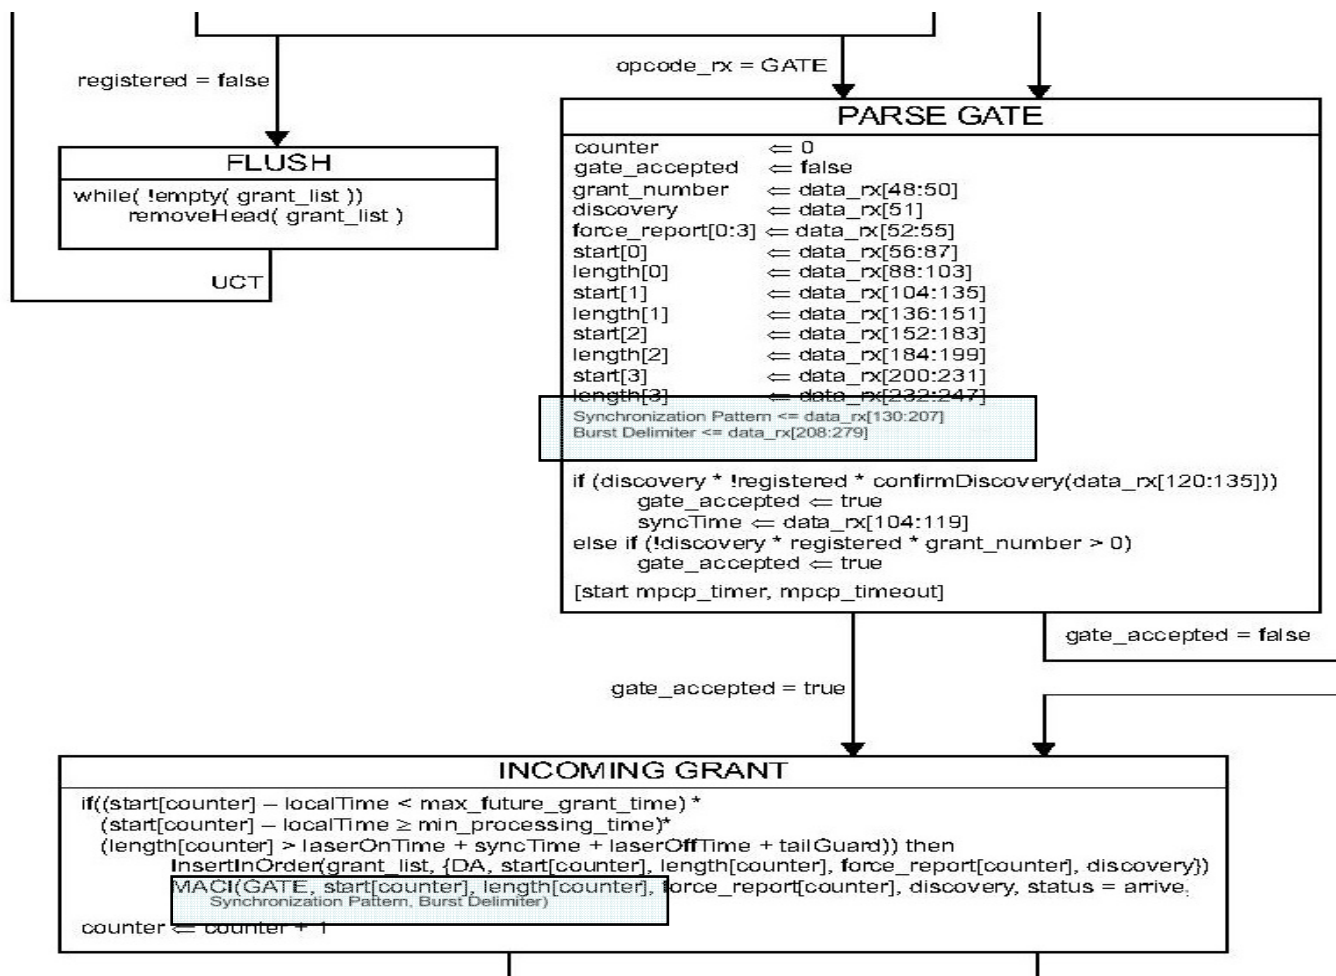 registered = false
opcode_rx = GATE
FLUSH
while( !empty( grant_list ))
removeHead( grant_list )
UCT
PARSE GATE
counter ⇐ 0
gate_accepted ⇐ false
grant_number ⇐ data_rx[48:50]
discovery ⇐ data_rx[51]
force_report[0:3] ⇐ data_rx[52:55]
start[0] ⇐ data_rx[56:87]
length[0] ⇐ data_rx[88:103]
start[1] ⇐ data_rx[104:135]
length[1] ⇐ data_rx[136:151]
start[2] ⇐ data_rx[152:183]
length[2] ⇐ data_rx[184:199]
start[3] ⇐ data_rx[200:231]
length[3] ⇐ data_rx[232:247]
Synchronization Pattern <= data_rx[130:207]
Burst Delimiter <= data_rx[208:279]
if (discovery * !registered * confirmDiscovery(data_rx[120:135]))
gate_accepted ⇐ true
syncTime ⇐ data_rx[104:119]
else if (!discovery * registered * grant_number > 0)
gate_accepted ⇐ true
[start mpcp_timer, mpcp_timeout]
gate_accepted = false
gate_accepted = true
INCOMING GRANT
if((start[counter] – localTime < max_future_grant_time) *
(start[counter] – localTime ≥ min_processing_time)*
(length[counter] > laserOnTime + syncTime + laserOffTime + tailGuard)) then
InsertInOrder(grant_list, {DA, start[counter], length[counter], force_report[counter], discovery})
MACI(GATE, start[counter], length[counter], force_report[counter], discovery, status = arrive,
Synchronization Pattern, Burst Delimiter)
counter ⇐ counter + 1